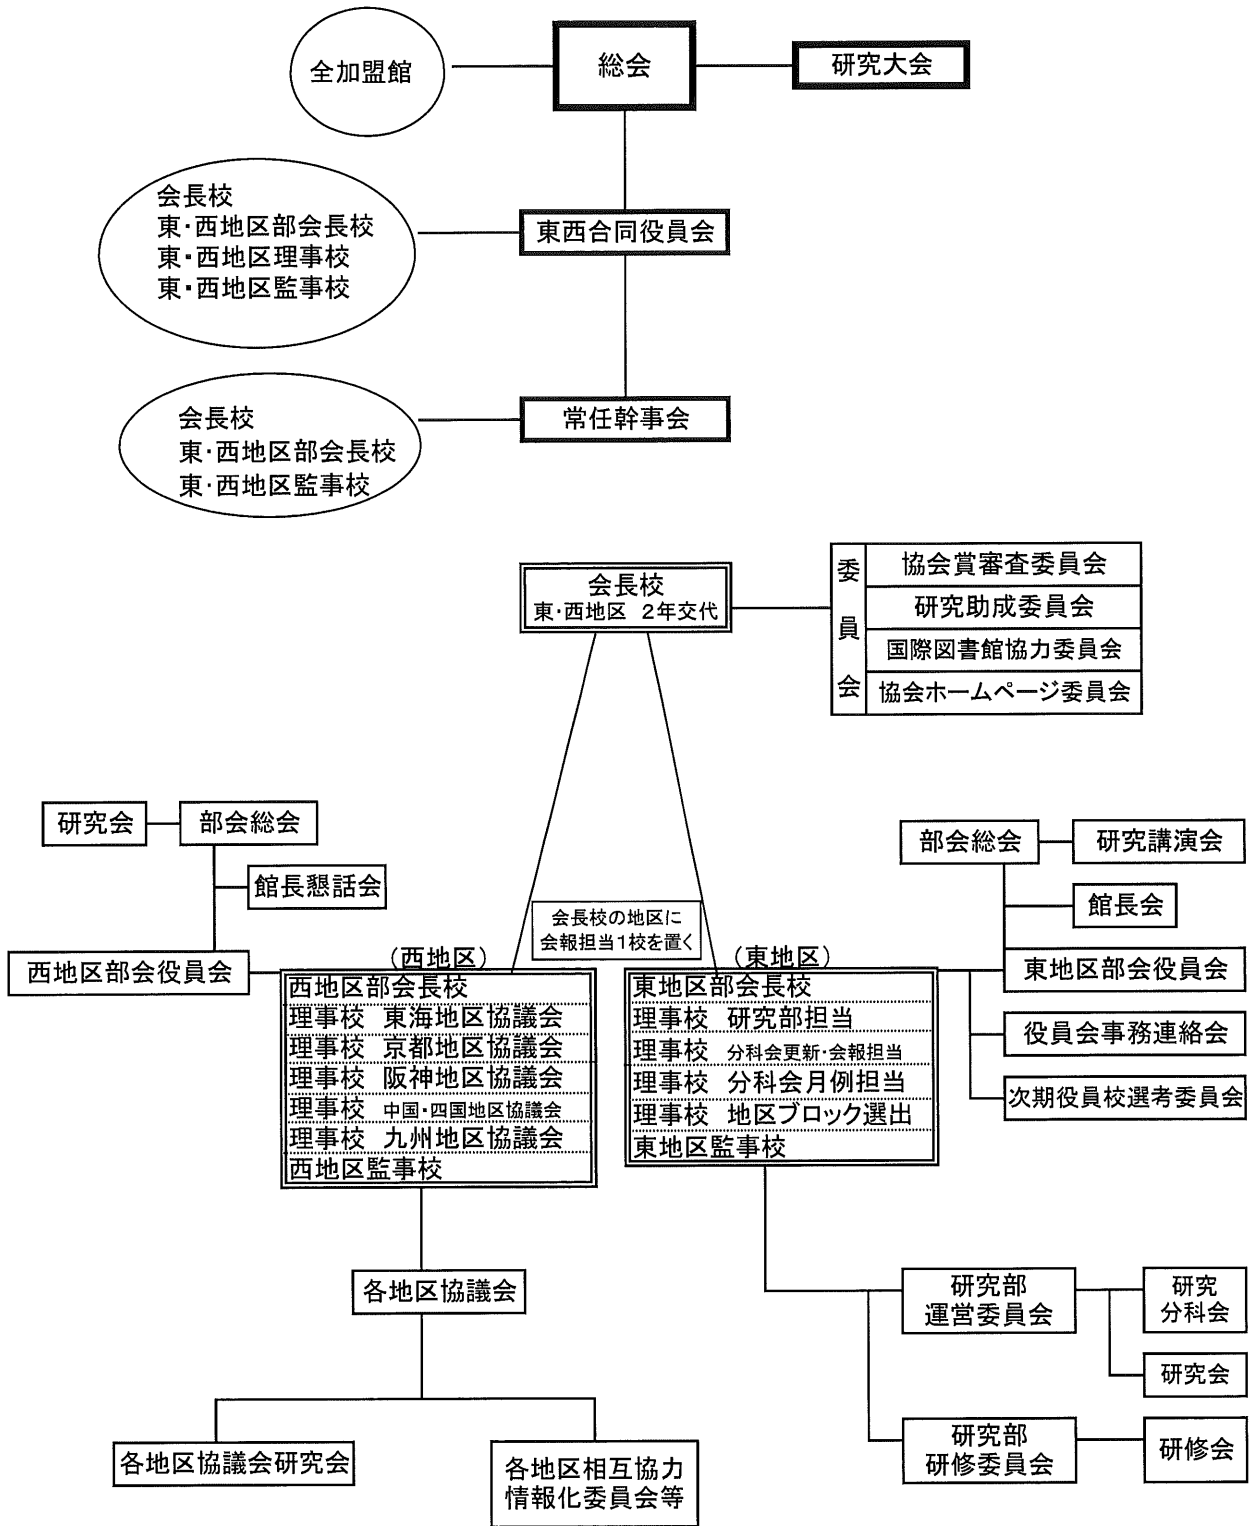 全加盟館
総会
研究大会
会長校
東・西地区部会長校
東・西地区理事校
東・西地区監事校
東西合同役員会
会長校
東・西地区部会長校
東・西地区監事校
常任幹事会
会長校
東・西地区 2年交代
委員会
協会賞審査委員会
研究助成委員会
国際図書館協力委員会
協会ホームページ委員会
研究会
部会総会
館長懇話会
西地区部会役員会
会長校の地区に
会報担当1校を置く
部会総会
研究講演会
館長会
東地区部会役員会
役員会事務連絡会
次期役員校選考委員会
(西地区)
西地区部会長校
理事校 東海地区協議会
理事校 京都地区協議会
理事校 阪神地区協議会
理事校 中国・四国地区協議会
理事校 九州地区協議会
西地区監事校
(東地区)
東地区部会長校
理事校 研究部担当
理事校 分科会更新・会報担当
理事校 分科会月例担当
理事校 地区ブロック選出
東地区監事校
各地区協議会
各地区協議会研究会
各地区相互協力
情報化委員会等
研究部
運営委員会
研究
分科会
研究会
研究部
研修委員会
研修会